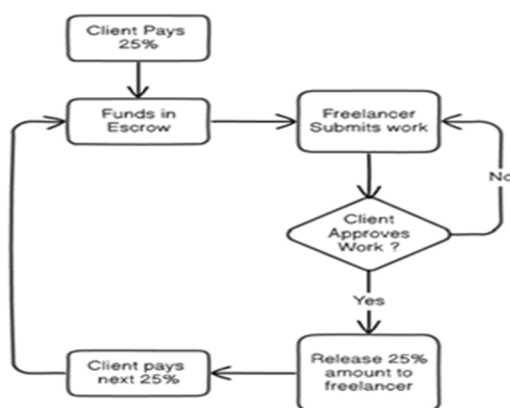 Client Pays
25%
Funds in
Escrow
Freelancer
Submits work
No
Client
Approves
Work ?
Yes
Release 25%
amount to
freelancer
Client pays
next 25%